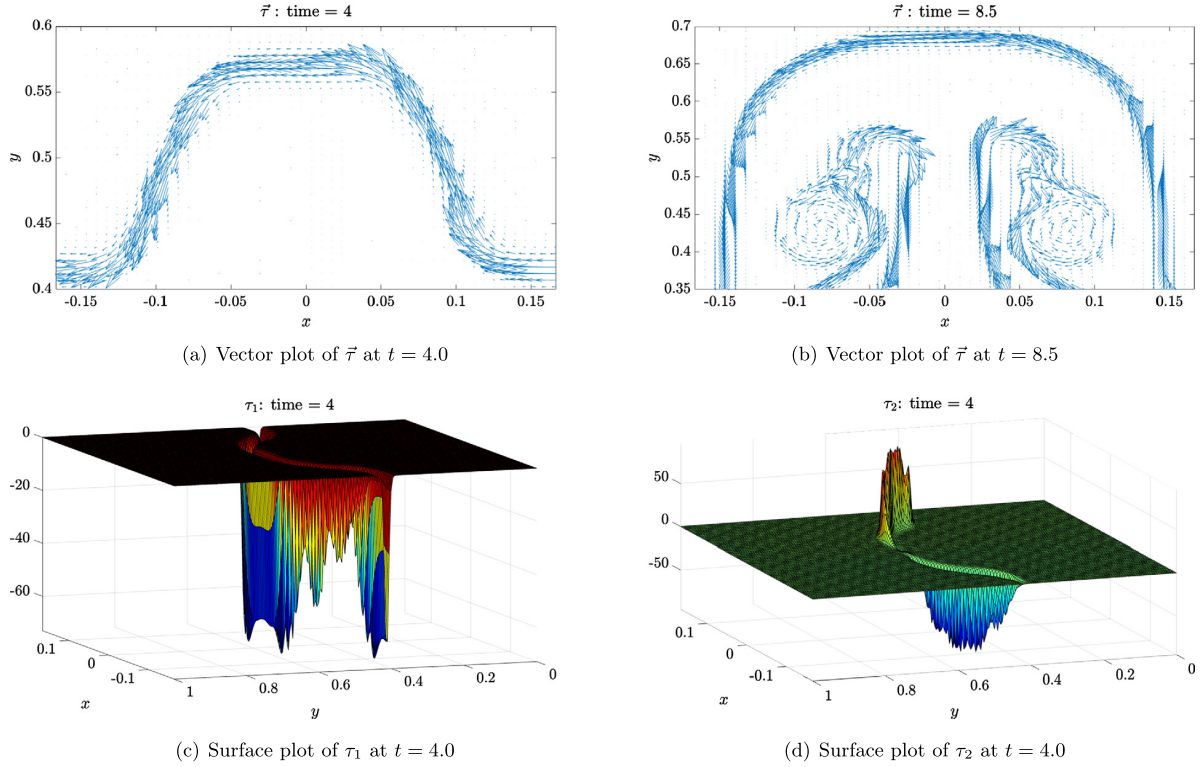 τ⃗ : time = 4
0.6
0.55
0.5
0.45
0.4
y
-0.15 -0.1 -0.05 0 0.05 0.1 0.15
x
(a) Vector plot of τ⃗ at t = 4.0
τ⃗ : time = 8.5
0.7
0.65
0.6
0.55
0.5
0.45
0.4
0.35
y
-0.15 -0.1 -0.05 0 0.05 0.1 0.15
x
(b) Vector plot of τ⃗ at t = 8.5
τ₁: time = 4
0
-20
-40
-60
0.1
0
-0.1
x
1 0.8 0.6 0.4 0.2 0
y
(c) Surface plot of τ₁ at t = 4.0
τ₂: time = 4
50
0
-50
0.1
0
-0.1
x
1 0.8 0.6 0.4 0.2 0
y
(d) Surface plot of τ₂ at t = 4.0